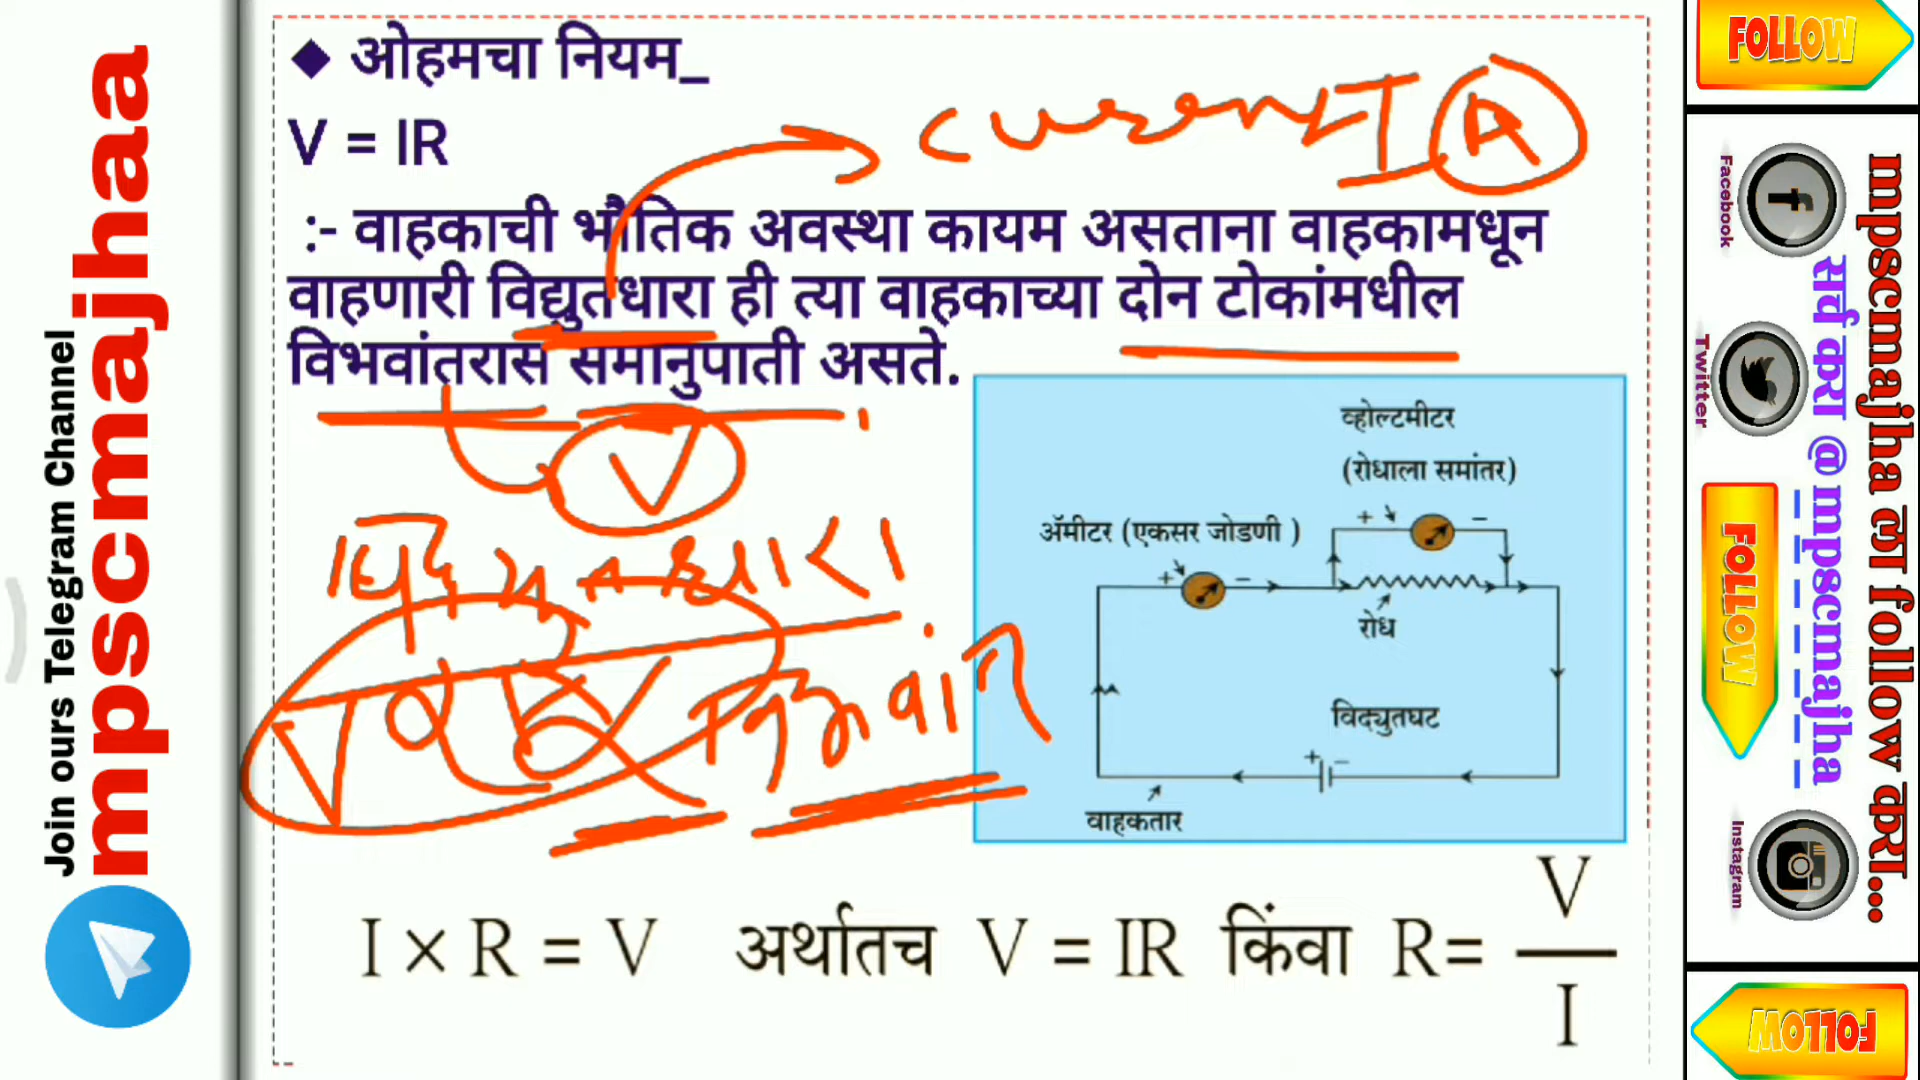 Join ours Telegram Channel
mpscmajhaa
◆ ओहमचा नियम_
V = IR
current I A
:- वाहकाची भौतिक अवस्था कायम असताना वाहकामधून
वाहणारी विद्युतधारा ही त्या वाहकाच्या दोन टोकांमधील
विभवांतरास समानुपाती असते.
V
व्होल्टमीटर
(रोधाला समांतर)
अ‍ॅमीटर (एकसर जोडणी )
+ -
+ -
रोध
विद्युतघट
+ -
वाहकतार
I × R = V अर्थातच V = IR किंवा R = V
I
FOLLOW
Facebook
Twitter
Instagram
mpscmajha ला follow करा...
सर्च करा @mpscmajha
FOLLOW
FOLLOW